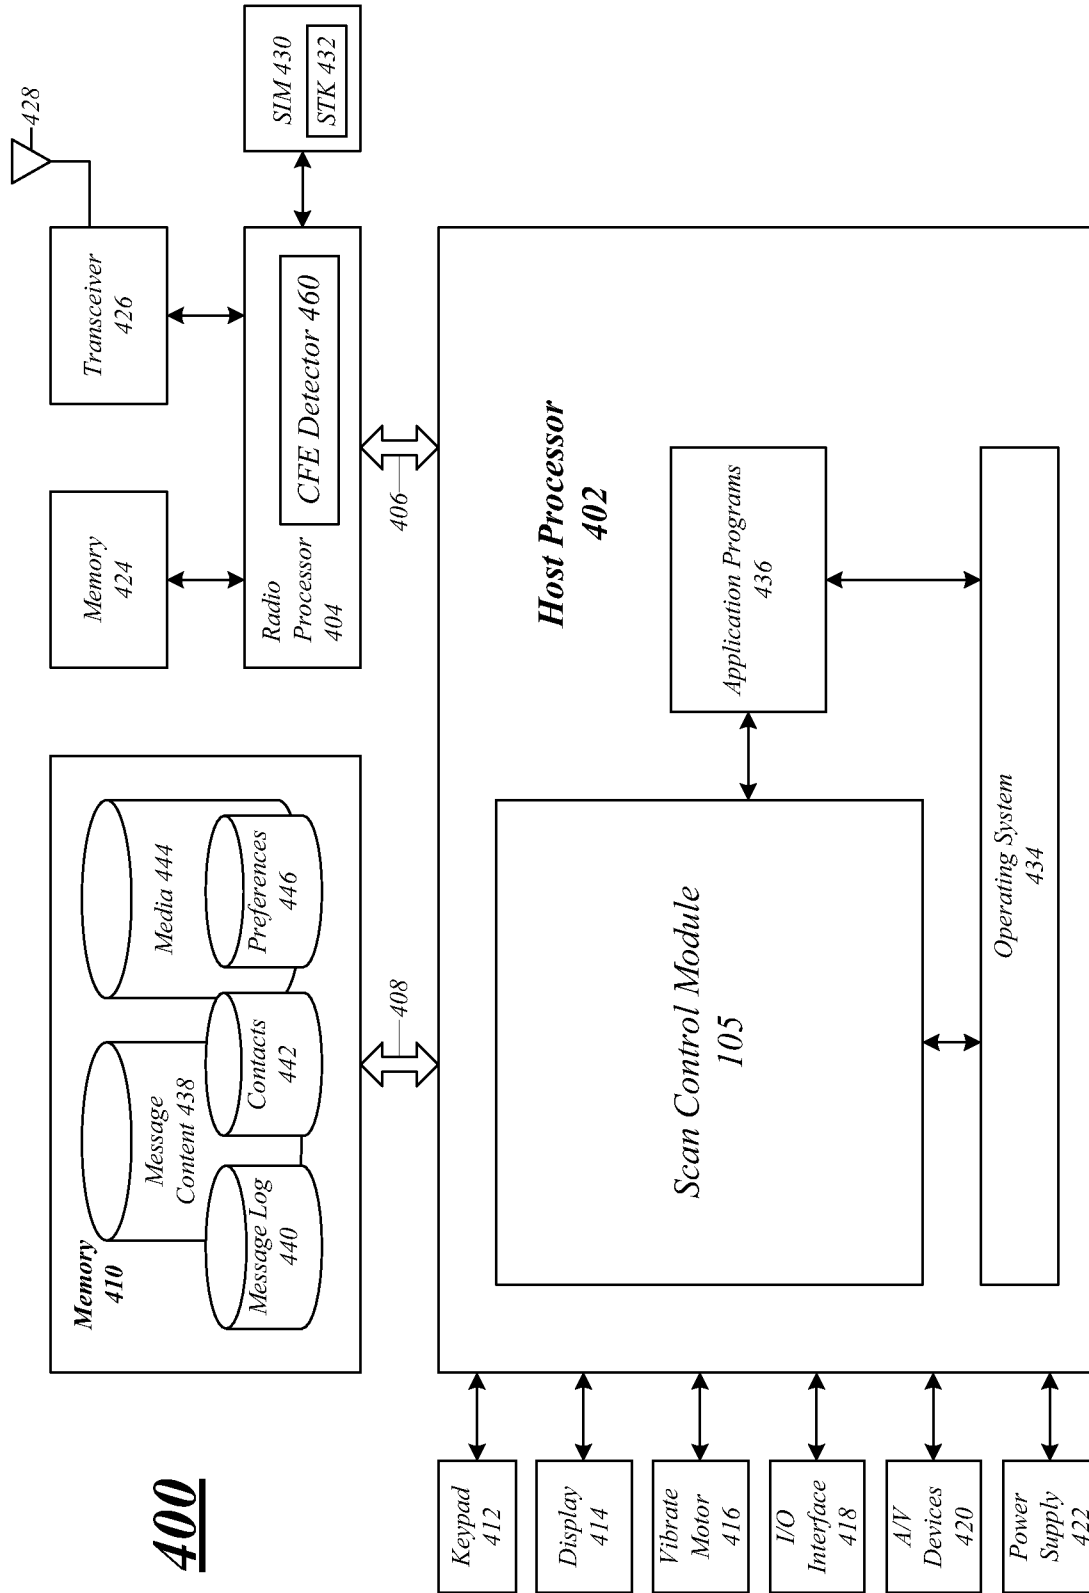 400
Memory
410
Message
Content 438
Media 444
Message Log
440
Contacts
442
Preferences
446
Memory
424
Transceiver
426
428
Radio
Processor
404
CFE Detector 460
SIM 430
STK 432
408
406
Keypad
412
Display
414
Vibrate
Motor
416
I/O
Interface
418
A/V
Devices
420
Power
Supply
422
Host Processor
402
Scan Control Module
105
Application Programs
436
Operating System
434